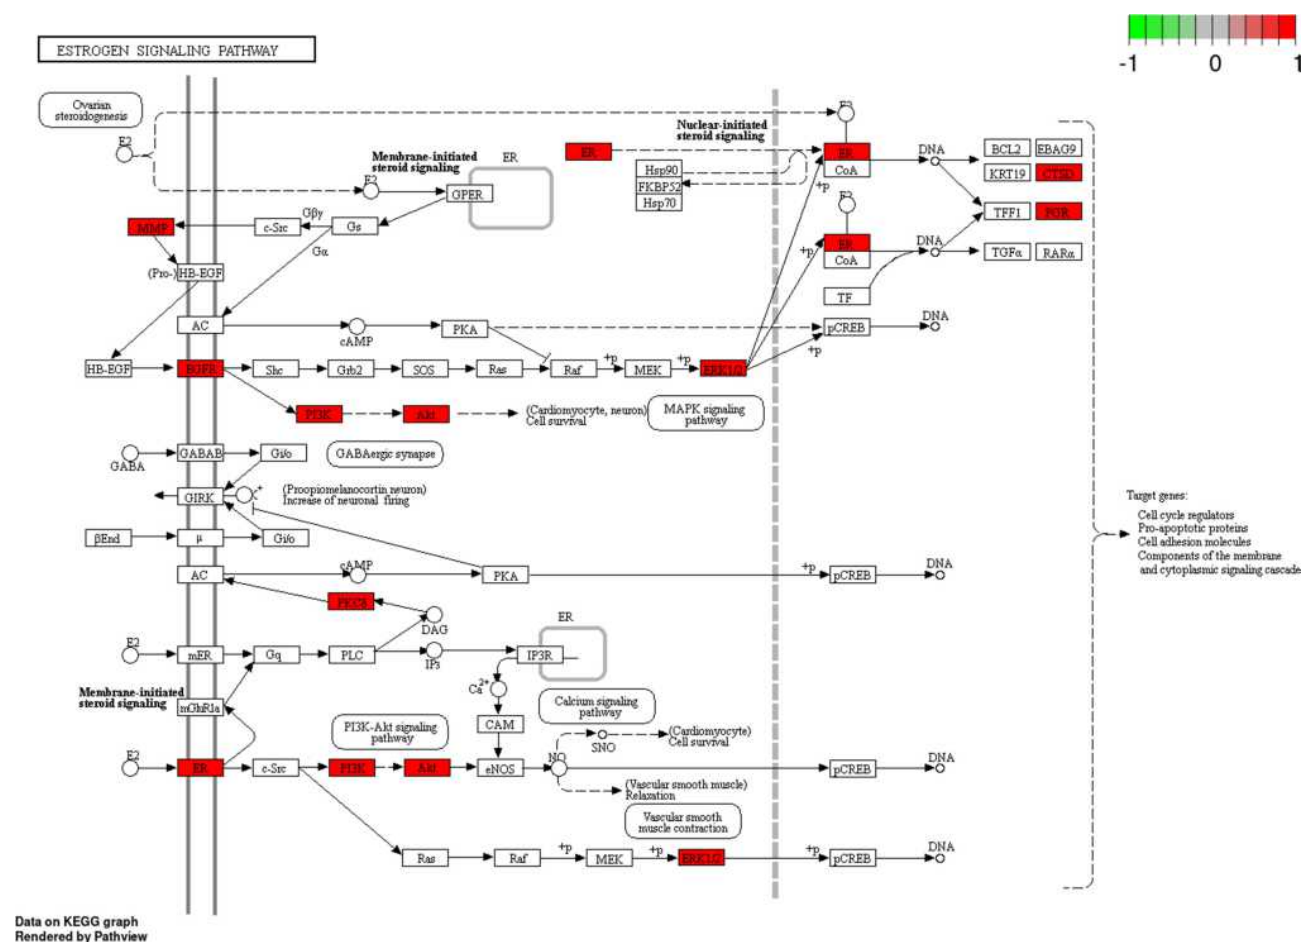 ESTROGEN SIGNALING PATHWAY
-1 0 1
Ovarian
steroidogenesis
E2
Nuclear-initiated
steroid signaling
Membrane-initiated
steroid signaling
ER
ER
E2
GPER
Hsp90
FKBP52
Hsp70
E2
ER
CoA
+p
DNA
BCL2 EBAG9
KRT19 CTSD
TFF1 PGR
TGFα RARα
MMP
c-Src
Gβγ
Gs
Gα
(Pro-) HB-EGF
E2
ER
CoA
+p
DNA
TF
AC
cAMP
PKA
pCREB
DNA
+p
HB-EGF
EGFR
Shc
Grb2
SOS
Ras
Raf
+p
MEK
+p
ERK1/2
PI3K
Akt
(Cardiomyocyte, neuron)
Cell survival
MAPK signaling
pathway
GABA
GABAB
Gi/o
GABAergic synapse
GIRK
(Proopiomelanocortin neuron)
Increase of neuronal firing
βEnd
μ
Gi/o
Target genes:
Cell cycle regulators
Pro-apoptotic proteins
Cell adhesion molecules
Components of the membrane
and cytoplasmic signaling cascade
AC
cAMP
PKA
+p
pCREB
DNA
PKCδ
DAG
ER
E2
mER
Gq
PLC
IP3
IP3R
Membrane-initiated
steroid signaling
mGluR1a
Ca2+
CAM
Calcium signaling
pathway
PI3K-Akt signaling
pathway
SNO
(Cardiomyocyte)
Cell survival
E2
ER
c-Src
PI3K
Akt
eNOS
NO
pCREB
DNA
(Vascular smooth muscle)
Relaxation
Vascular smooth
muscle contraction
Ras
Raf
+p
MEK
+p
ERK1/2
+p
pCREB
DNA
Data on KEGG graph
Rendered by Pathview